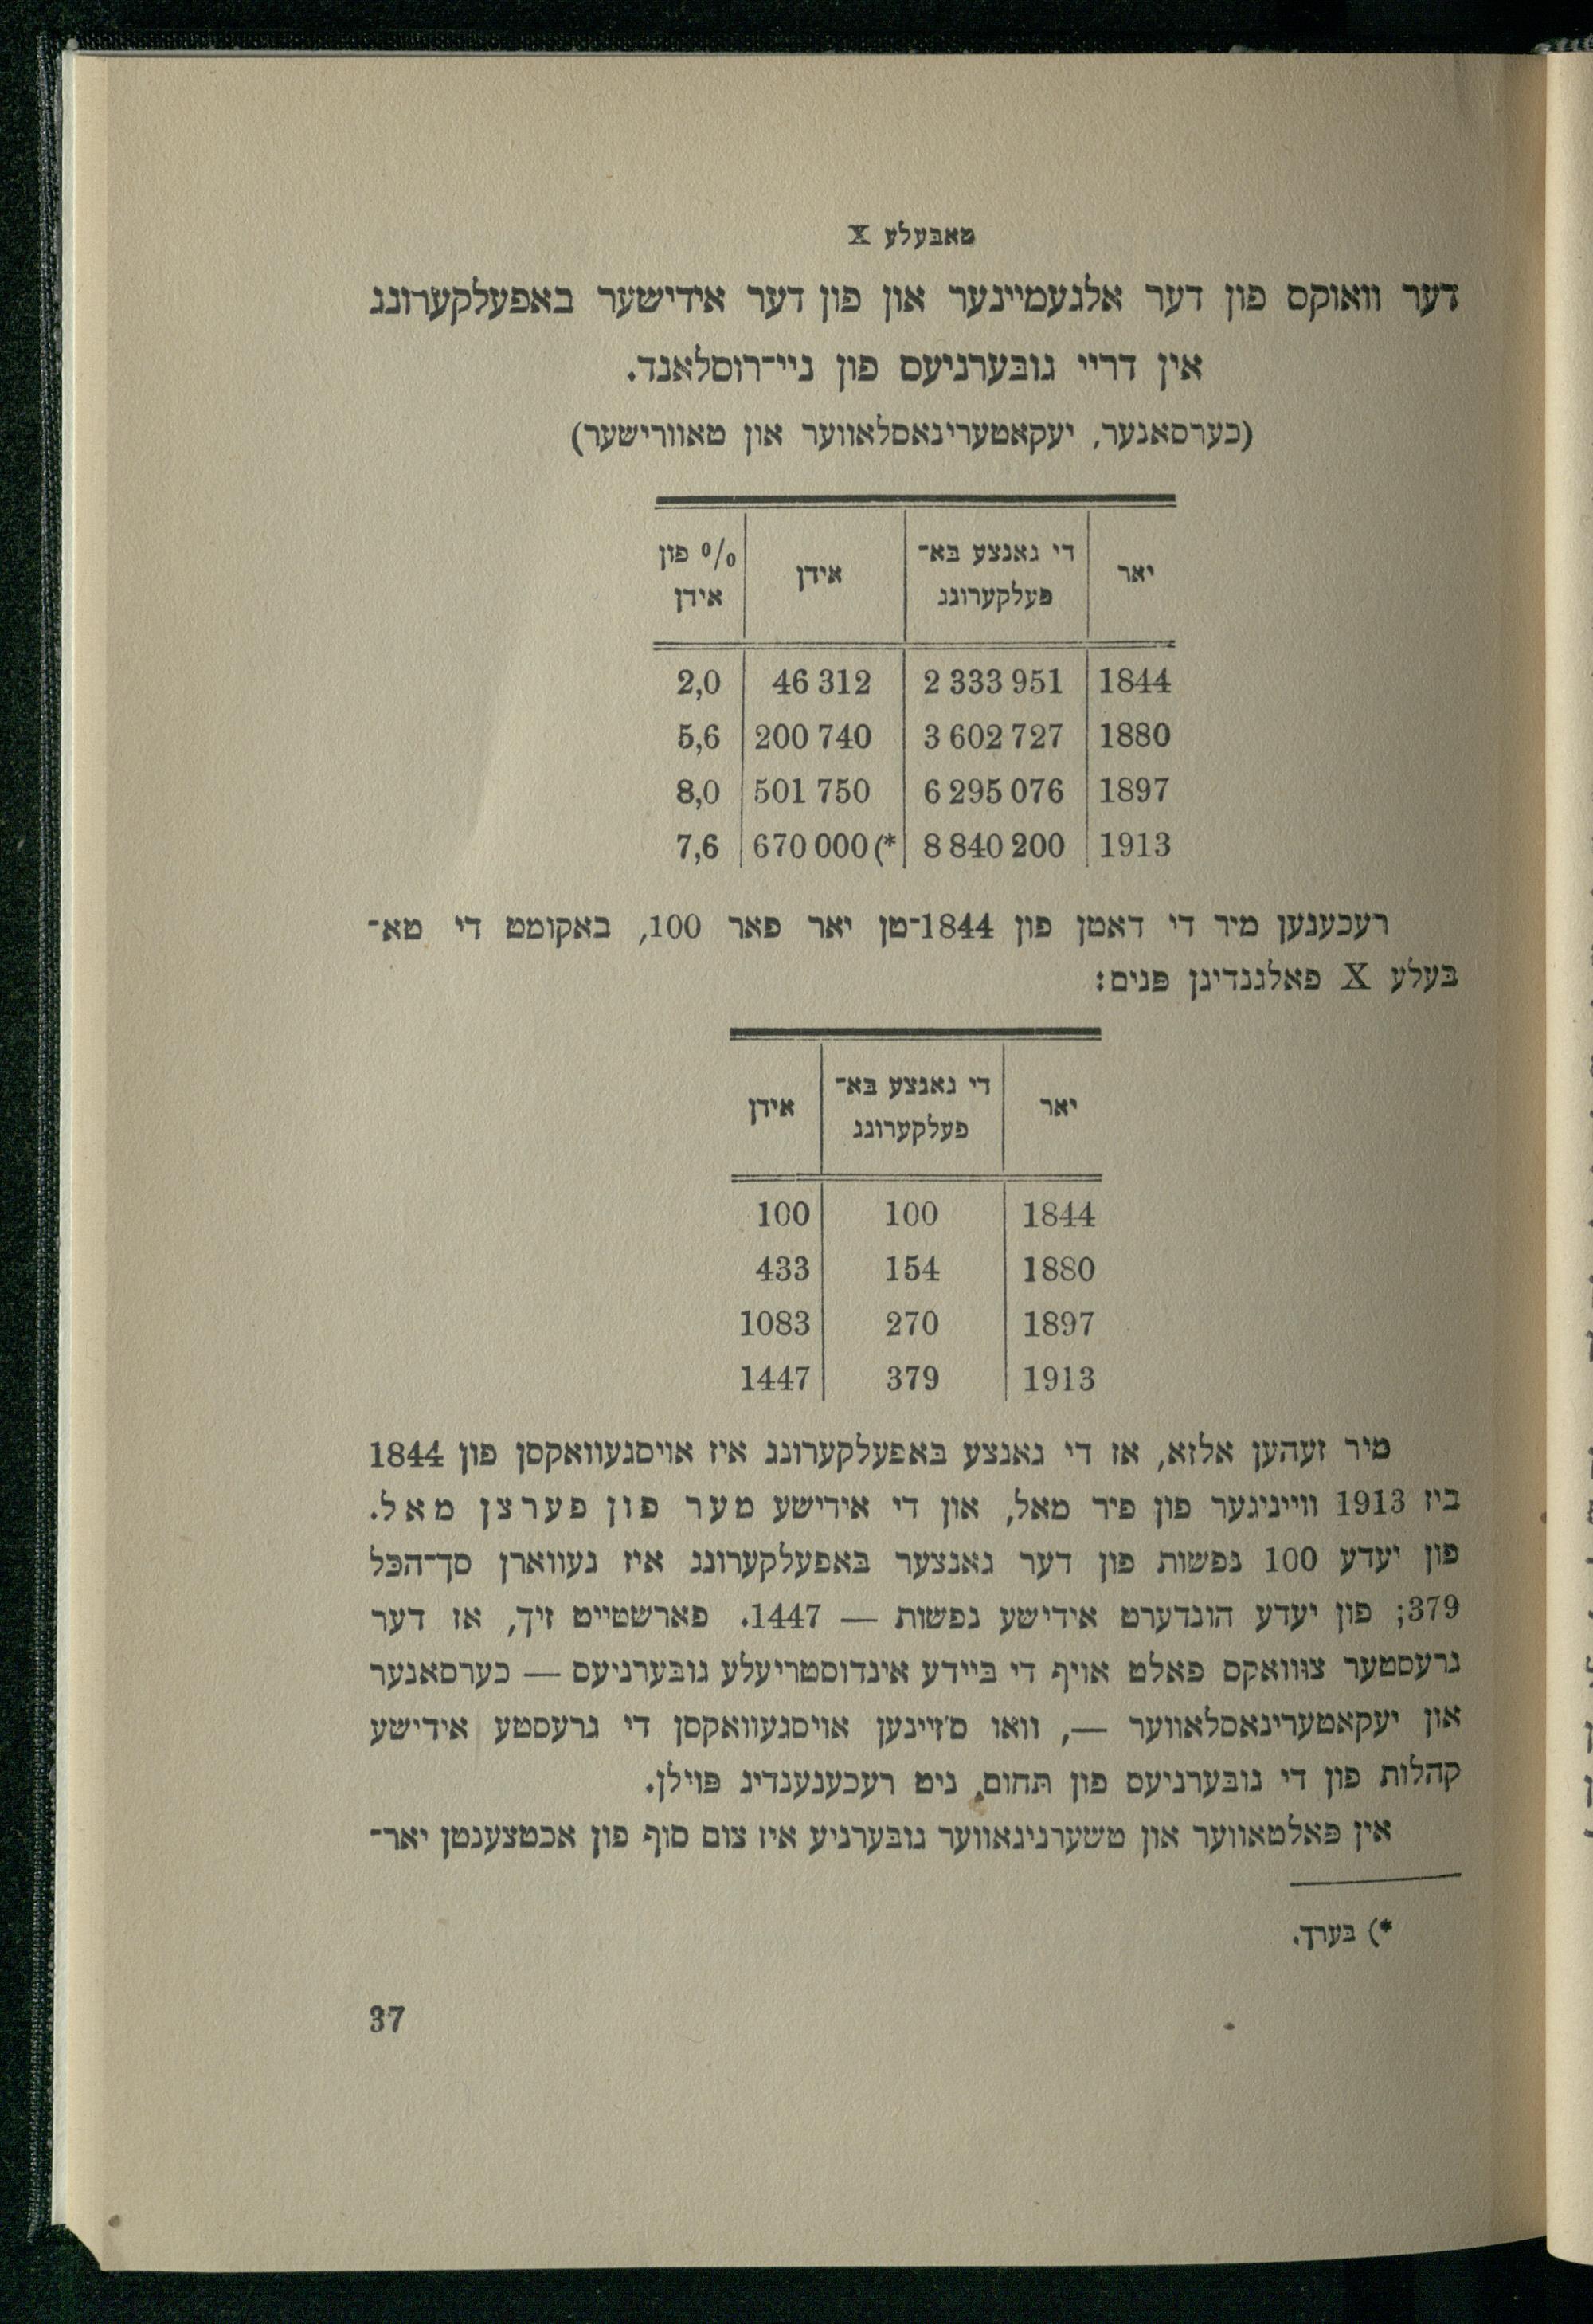 טאבעלע X
דער וואוקס פון דער אלגעמיינער און פון דער אידישער באפעלקערונג
אין דריי גובערניעס פון ניי־רוסלאנד.
(כערסאנער, יעקאטערינאסלאווער און טאוורישער)
יאר | די גאנצע בא־פעלקערונג | אידן | % פון אידן
1844 | 2 333 951 | 46 312 | 2,0
1880 | 3 602 727 | 200 740 | 5,6
1897 | 6 295 076 | 501 750 | 8,0
1913 | 8 840 200 | 670 000 (* | 7,6
רעכענען מיר די דאטן פון 1844־טן יאר פאר 100, באקומט די טא־
בעלע X פאלגנדיגן פנים:
יאר | די גאנצע בא־פעלקערונג | אידן
1844 | 100 | 100
1880 | 154 | 433
1897 | 270 | 1083
1913 | 379 | 1447
מיר זעהען אלזא, אז די גאנצע באפעלקערונג איז אויסגעוואקסן פון 1844
ביז 1913 ווייניגער פון פיר מאל, און די אידישע מער פון פערצן מאל.
פון יעדע 100 נפשות פון דער גאנצער באפעלקערונג איז געווארן סך־הכל
379; פון יעדע הונדערט אידישע נפשות — 1447. פארשטייט זיך, אז דער
גרעסטער צוּוואקס פאלט אויף די ביידע אינדוסטריעלע גובערניעס — כערסאנער
און יעקאטערינאסלאווער —, וואו ס'זיינען אויסגעוואקסן די גרעסטע אידישע
קהלות פון די גובערניעס פון תחום, ניט רעכענענדיג פוילן.
אין פאלטאווער און טשערניגאווער גובערניע איז צום סוף פון אכטצענטן יאר־
*) בערך.
37